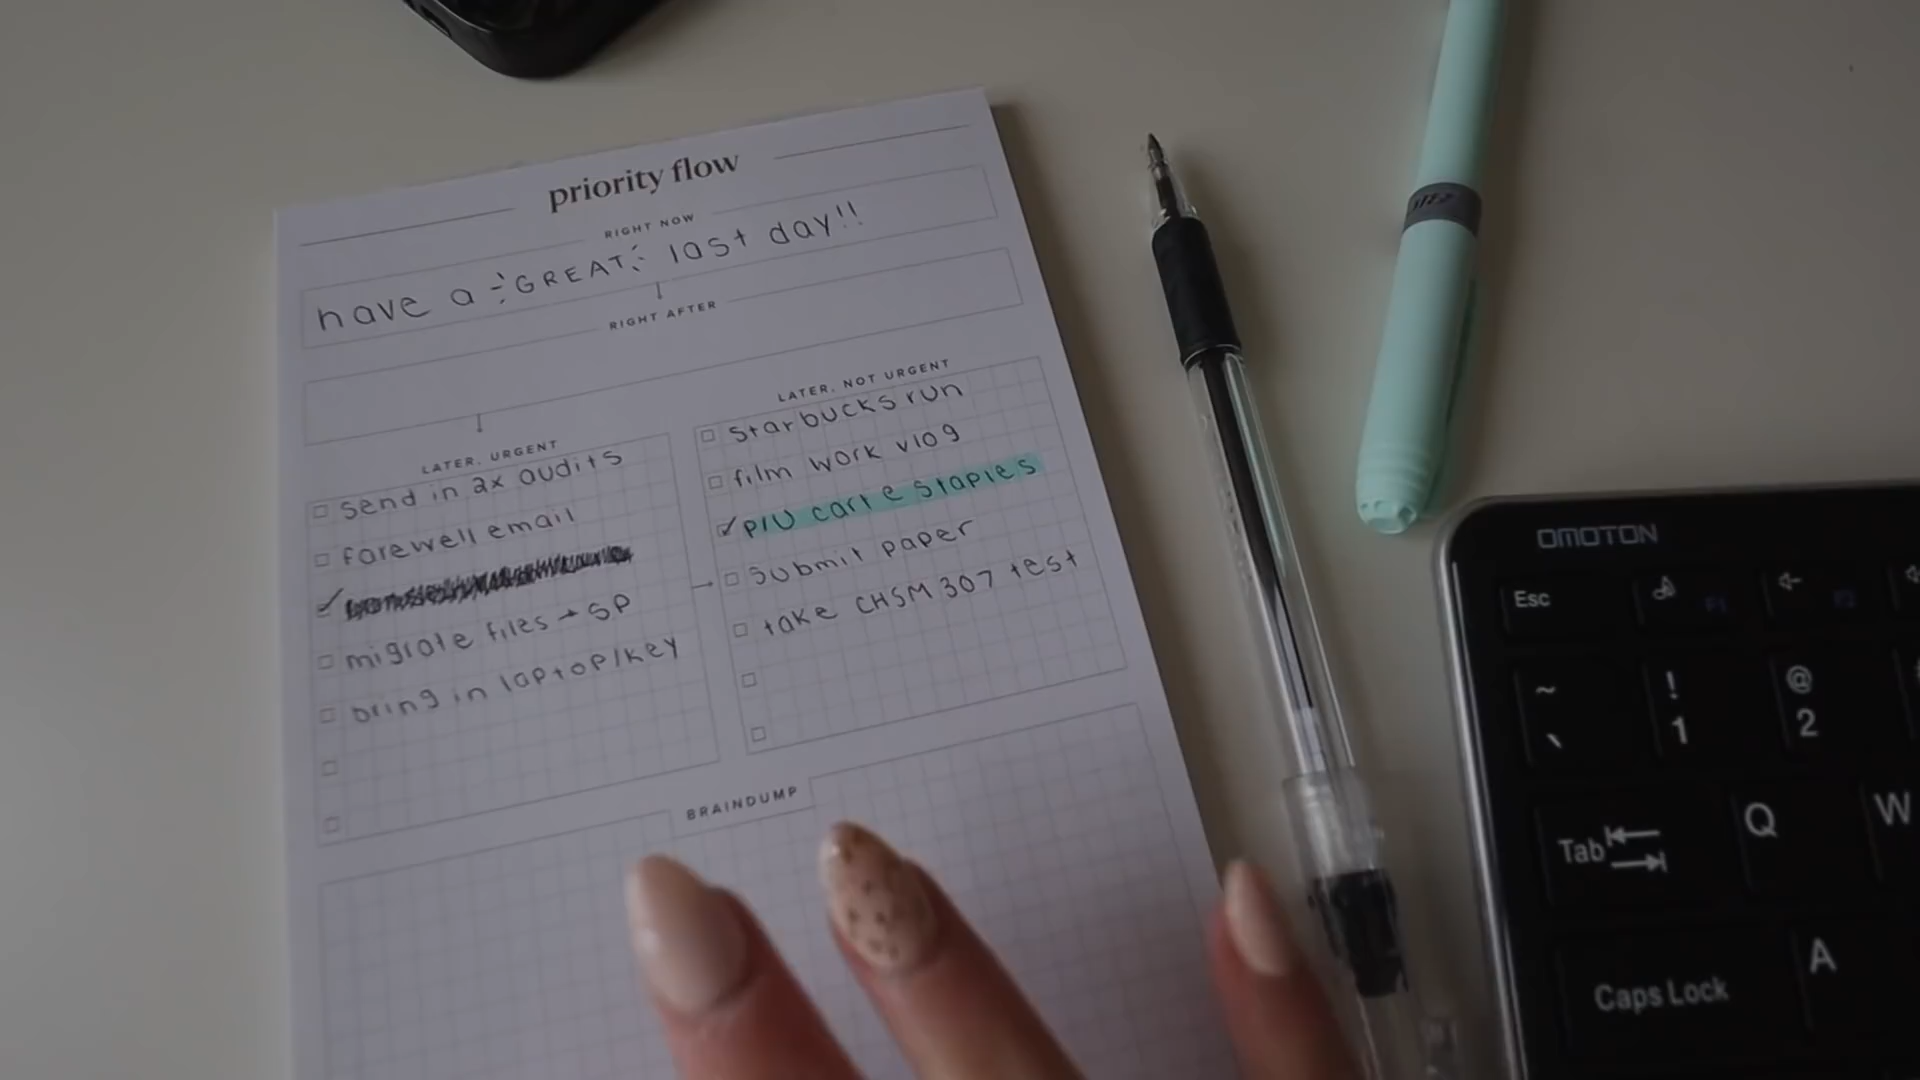 priority flow
RIGHT NOW
have a GREAT last day!!
RIGHT AFTER
LATER, URGENT
send in 2x audits
farewell email
migrate files → SP
bring in laptop/key
LATER, NOT URGENT
starbucks run
film work vlog
P/U cart @ staples
submit paper
take CHSM 307 test
BRAINDUMP
OMOTON
Esc
F1
F2
~
`
!
1
@
2
Tab
Q
W
Caps Lock
A